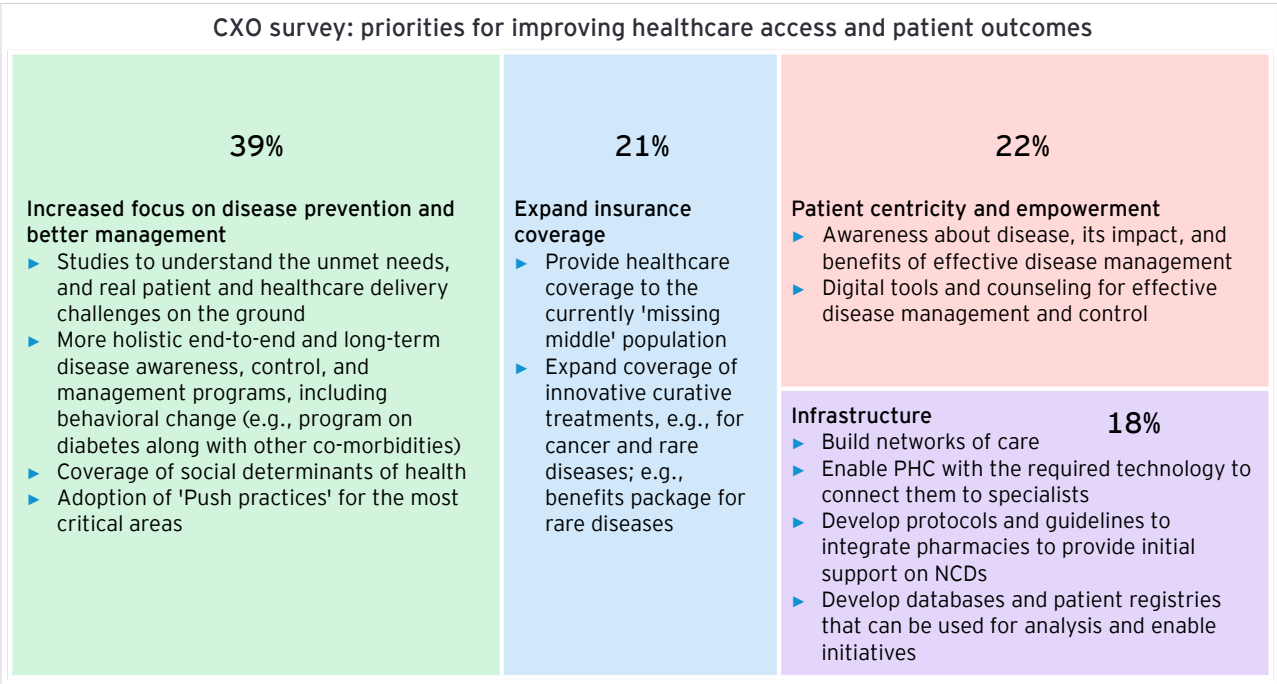 CXO survey: priorities for improving healthcare access and patient outcomes
39%
Increased focus on disease prevention and
better management
► Studies to understand the unmet needs,
and real patient and healthcare delivery
challenges on the ground
► More holistic end-to-end and long-term
disease awareness, control, and
management programs, including
behavioral change (e.g., program on
diabetes along with other co-morbidities)
► Coverage of social determinants of health
► Adoption of 'Push practices' for the most
critical areas
21%
Expand insurance
coverage
► Provide healthcare
coverage to the
currently 'missing
middle' population
► Expand coverage of
innovative curative
treatments, e.g., for
cancer and rare
diseases; e.g.,
benefits package for
rare diseases
22%
Patient centricity and empowerment
► Awareness about disease, its impact, and
benefits of effective disease management
► Digital tools and counseling for effective
disease management and control
Infrastructure
18%
► Build networks of care
► Enable PHC with the required technology to
connect them to specialists
► Develop protocols and guidelines to
integrate pharmacies to provide initial
support on NCDs
► Develop databases and patient registries
that can be used for analysis and enable
initiatives